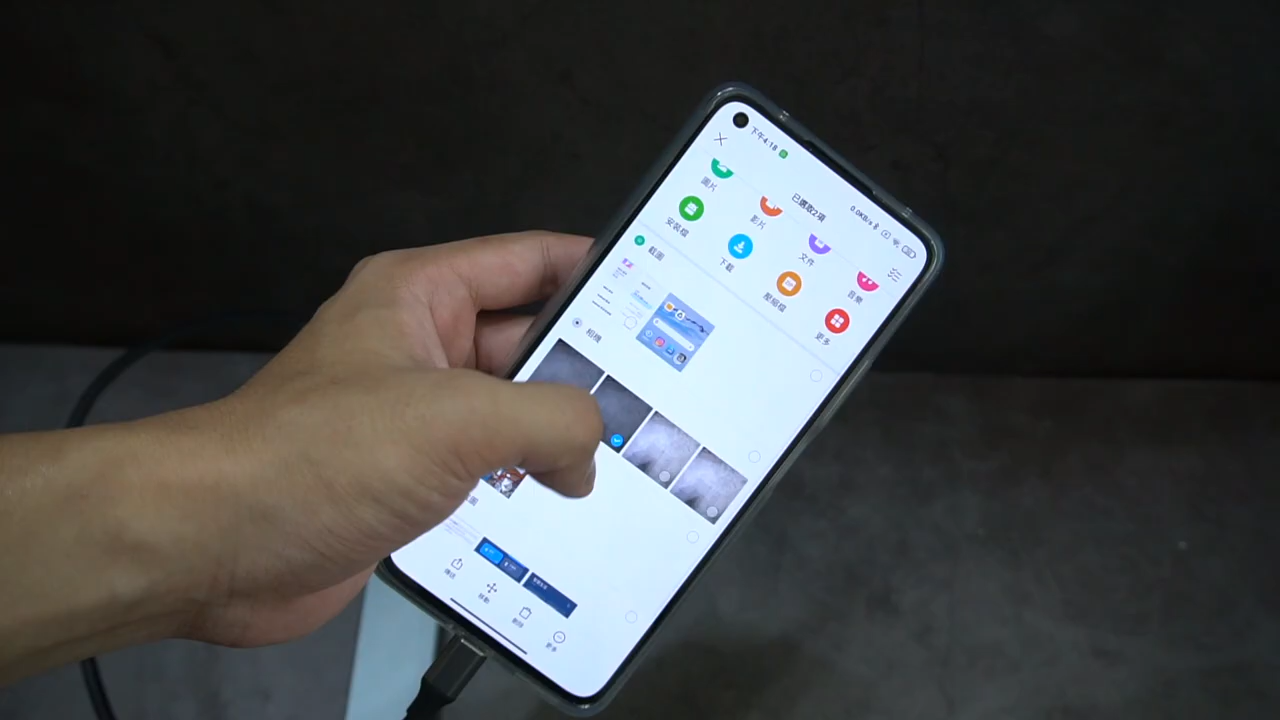 下午4:18
0.0KB/s
已選取2項
圖片
影片
文件
音樂
安裝檔
下載
壓縮檔
更多
截圖
相機
傳送
移動
刪除
更多